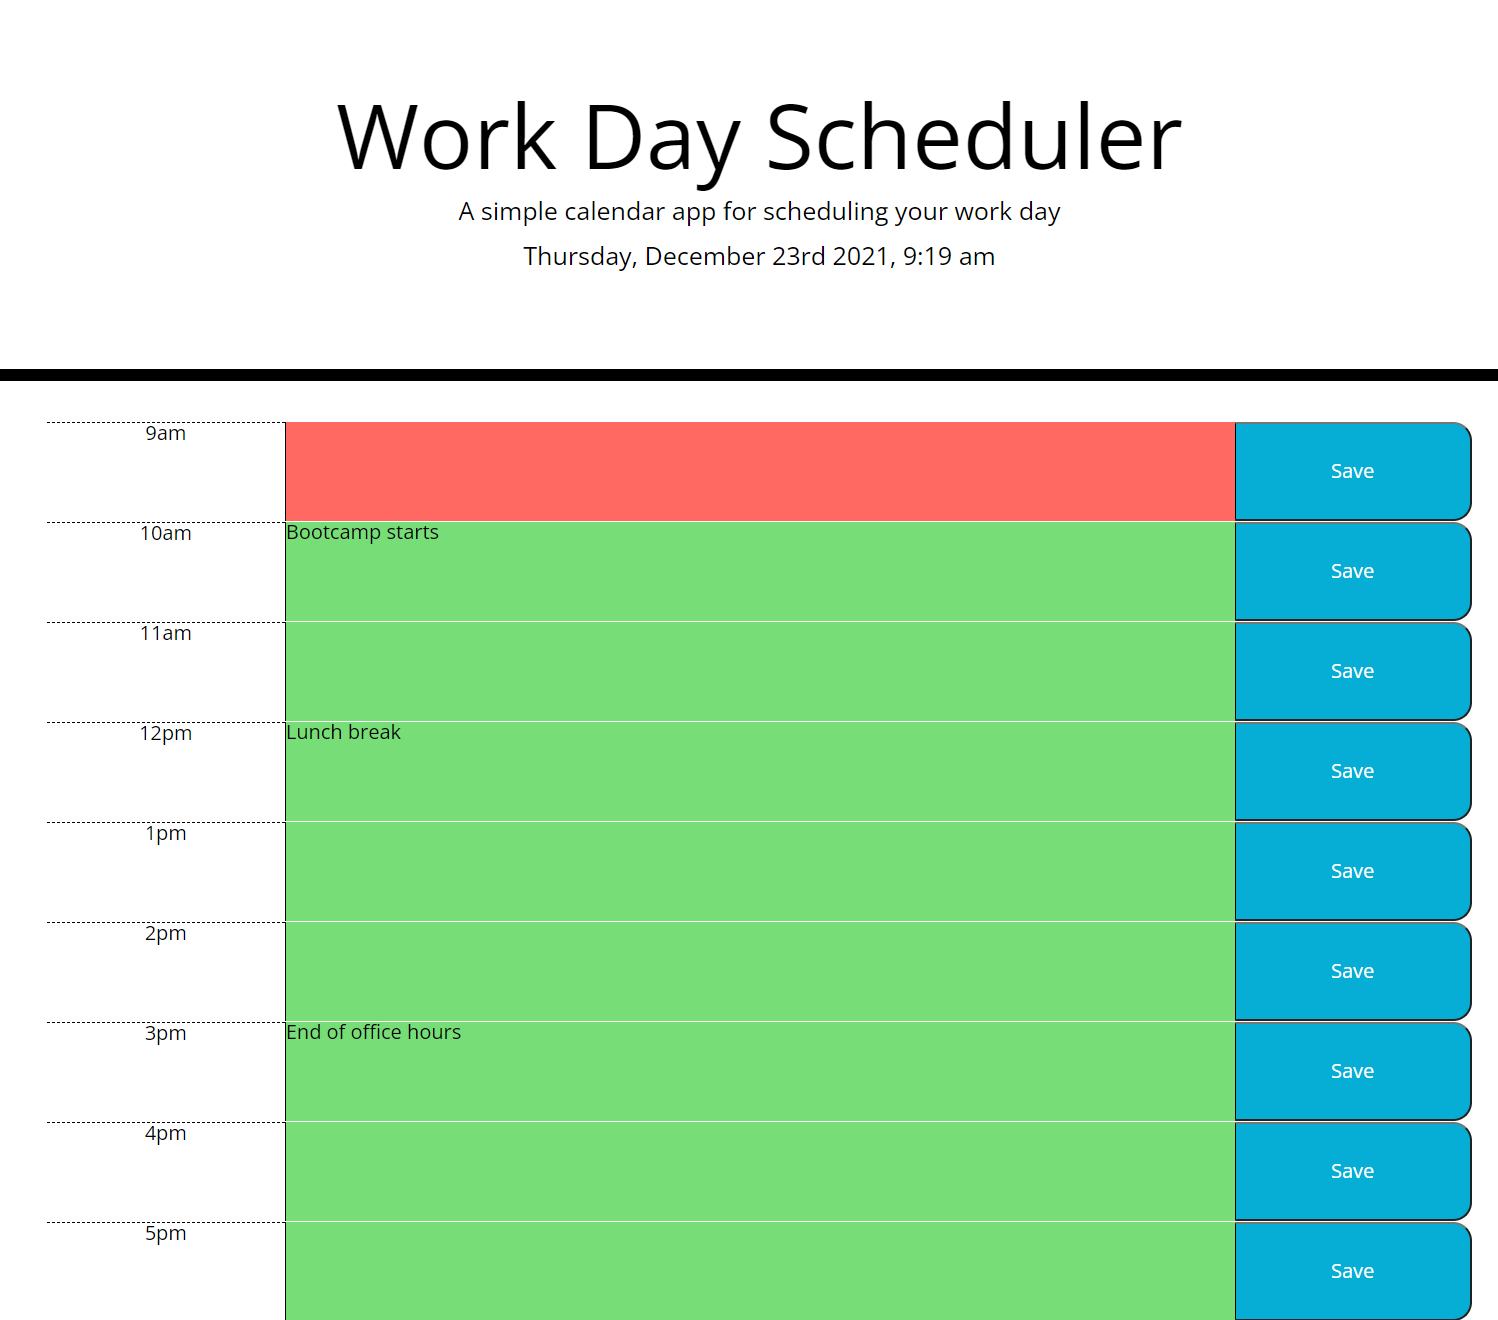 Work Day Scheduler
A simple calendar app for scheduling your work day
Thursday, December 23rd 2021, 9:19 am
9am
Save
10am
Bootcamp starts
Save
11am
Save
12pm
Lunch break
Save
1pm
Save
2pm
Save
3pm
End of office hours
Save
4pm
Save
5pm
Save